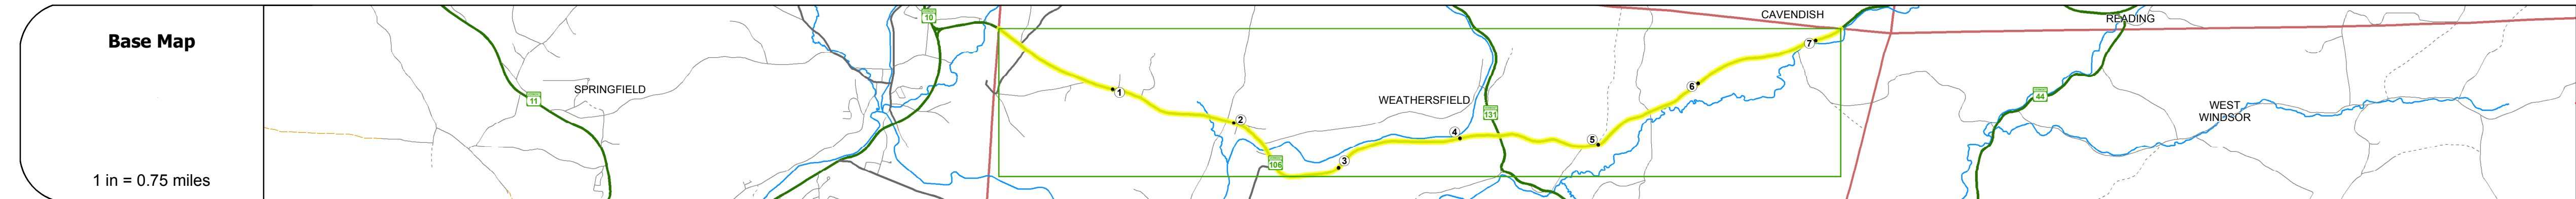 Base Map
1 in = 0.75 miles
11
SPRINGFIELD
10
1
2
106
3
WEATHERSFIELD
4
131
5
6
7
CAVENDISH
READING
44
WEST
WINDSOR